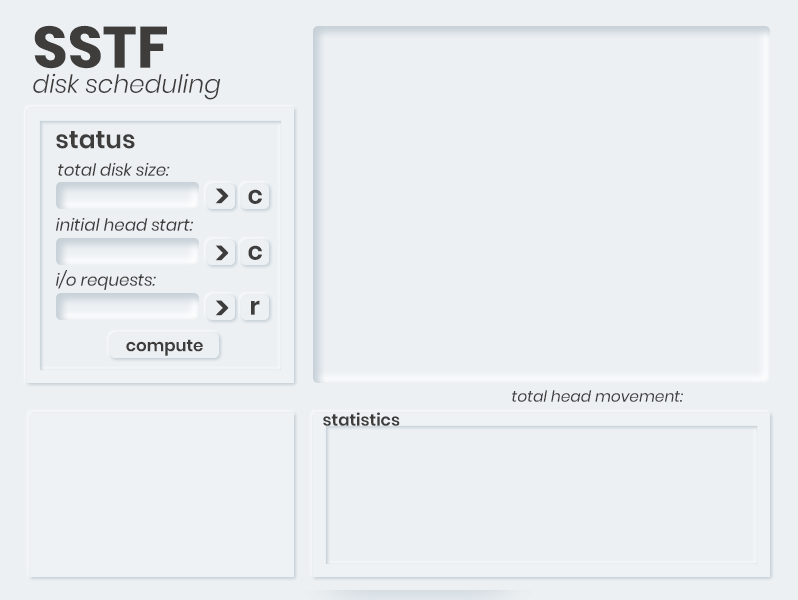 SSTF
disk scheduling
status
total disk size:
> c
initial head start:
> c
i/o requests:
> r
compute
total head movement:
statistics